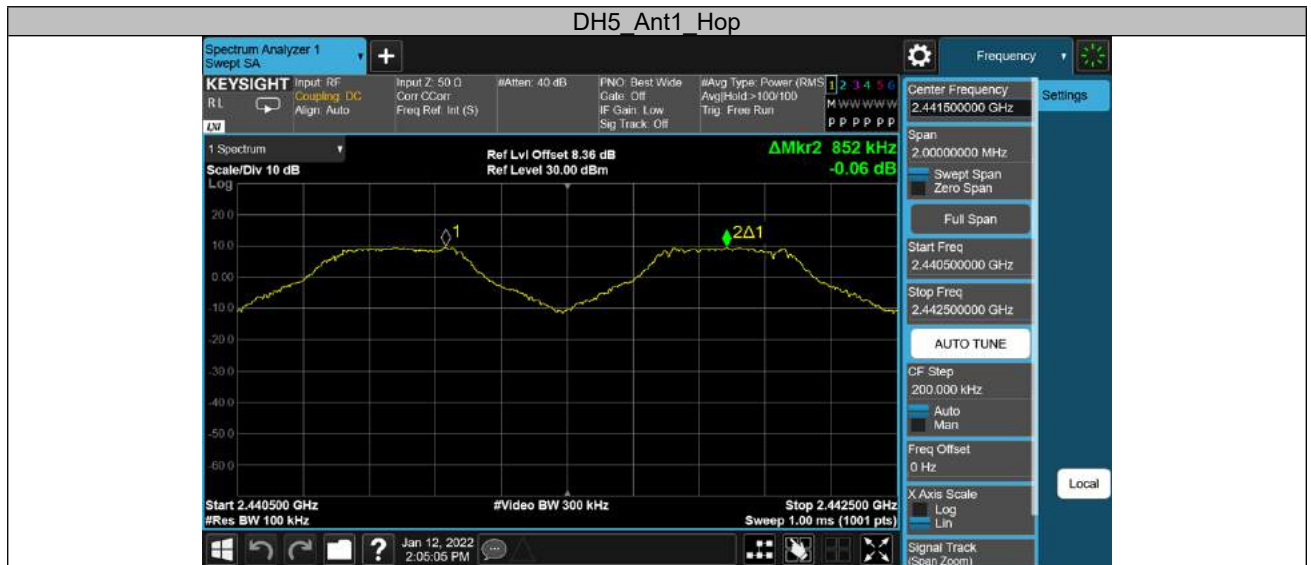 DH5_Ant1_Hop
Spectrum Analyzer 1
Swept SA
Frequency
KEYSIGHT
R L
LXI
Input: RF
Coupling: DC
Align: Auto
Input Z: 50 Ω
Corr CCorr
Freq Ref: Int (S)
#Atten: 40 dB
PNO: Best Wide
Gate: Off
IF Gain: Low
Sig Track: Off
#Avg Type: Power (RMS
Avg|Hold:>100/100
Trig: Free Run
1 2 3 4 5 6
M W W W W W
P P P P P P
Center Frequency
2.441500000 GHz
Settings
Span
2.00000000 MHz
Swept Span
Zero Span
Full Span
Start Freq
2.440500000 GHz
Stop Freq
2.442500000 GHz
AUTO TUNE
CF Step
200.000 kHz
Auto
Man
Freq Offset
0 Hz
X Axis Scale
Log
Lin
Signal Track
(Span Zoom)
Local
1 Spectrum
Scale/Div 10 dB
Log
Ref Lvl Offset 8.36 dB
Ref Level 30.00 dBm
ΔMkr2 852 kHz
-0.06 dB
1
2Δ1
20.0
10.0
0.00
-10.0
-20.0
-30.0
-40.0
-50.0
-60.0
Start 2.440500 GHz
#Res BW 100 kHz
#Video BW 300 kHz
Stop 2.442500 GHz
Sweep 1.00 ms (1001 pts)
Jan 12, 2022
2:05:05 PM